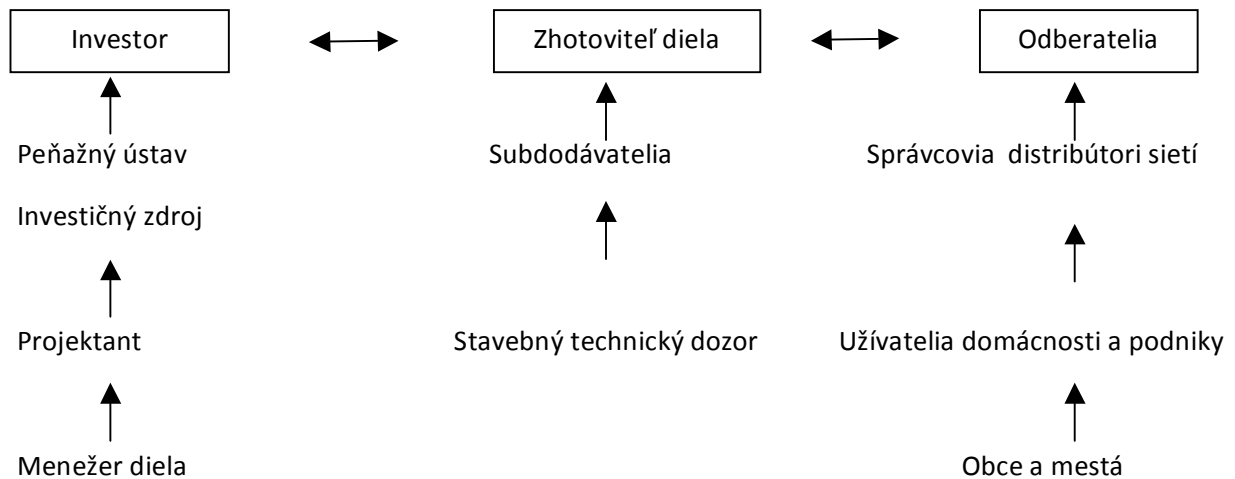 Investor Zhotoviteľ diela Odberatelia
Peňažný ústav Subdodávatelia Správcovia distribútori sietí
Investičný zdroj
Projektant Stavebný technický dozor Užívatelia domácnosti a podniky
Menežer diela Obce a mestá